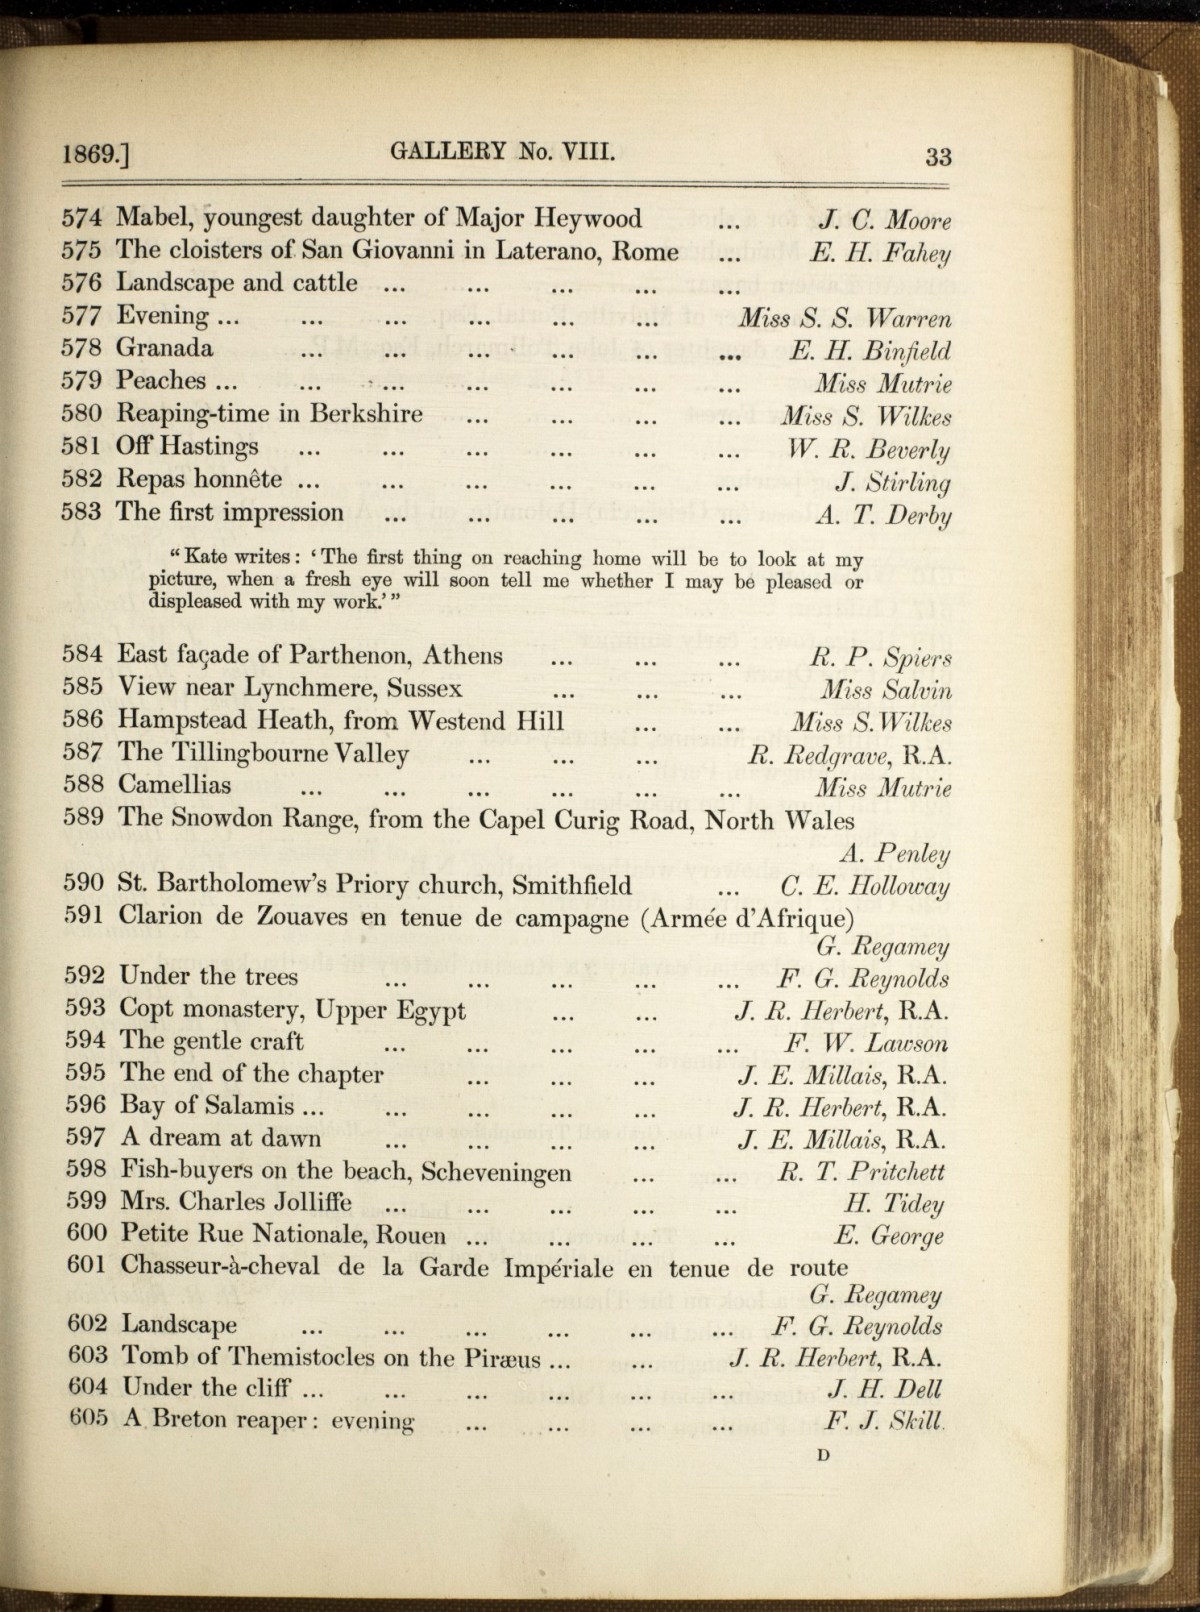 1869.] GALLERY No. VIII. 33
574 Mabel, youngest daughter of Major Heywood ... J. C. Moore
575 The cloisters of San Giovanni in Laterano, Rome ... E. H. Fahey
576 Landscape and cattle ... ... ... ... ...
577 Evening ... ... ... ... ... ... Miss S. S. Warren
578 Granada ... ... ... ... ... ... E. H. Binfield
579 Peaches ... ... ... ... ... ... ... Miss Mutrie
580 Reaping-time in Berkshire ... ... ... ... Miss S. Wilkes
581 Off Hastings ... ... ... ... ... ... W. R. Beverly
582 Repas honnête ... ... ... ... ... ... J. Stirling
583 The first impression ... ... ... ... ... A. T. Derby
“Kate writes: ‘The first thing on reaching home will be to look at my
picture, when a fresh eye will soon tell me whether I may be pleased or
displeased with my work.’”
584 East façade of Parthenon, Athens ... ... ... R. P. Spiers
585 View near Lynchmere, Sussex ... ... ... Miss Salvin
586 Hampstead Heath, from Westend Hill ... ... Miss S. Wilkes
587 The Tillingbourne Valley ... ... ... R. Redgrave, R.A.
588 Camellias ... ... ... ... ... ... Miss Mutrie
589 The Snowdon Range, from the Capel Curig Road, North Wales
A. Penley
590 St. Bartholomew's Priory church, Smithfield ... C. E. Holloway
591 Clarion de Zouaves en tenue de campagne (Armée d'Afrique)
G. Regamey
592 Under the trees ... ... ... ... ... F. G. Reynolds
593 Copt monastery, Upper Egypt ... ... J. R. Herbert, R.A.
594 The gentle craft ... ... ... ... ... F. W. Lawson
595 The end of the chapter ... ... ... J. E. Millais, R.A.
596 Bay of Salamis ... ... ... ... ... J. R. Herbert, R.A.
597 A dream at dawn ... ... ... ... J. E. Millais, R.A.
598 Fish-buyers on the beach, Scheveningen ... ... R. T. Pritchett
599 Mrs. Charles Jolliffe ... ... ... ... ... H. Tidey
600 Petite Rue Nationale, Rouen ... ... ... ... E. George
601 Chasseur-à-cheval de la Garde Impériale en tenue de route
G. Regamey
602 Landscape ... ... ... ... ... ... F. G. Reynolds
603 Tomb of Themistocles on the Piræus ... ... J. R. Herbert, R.A.
604 Under the cliff ... ... ... ... ... ... J. H. Dell
605 A Breton reaper: evening ... ... ... ... F. J. Skill.
D